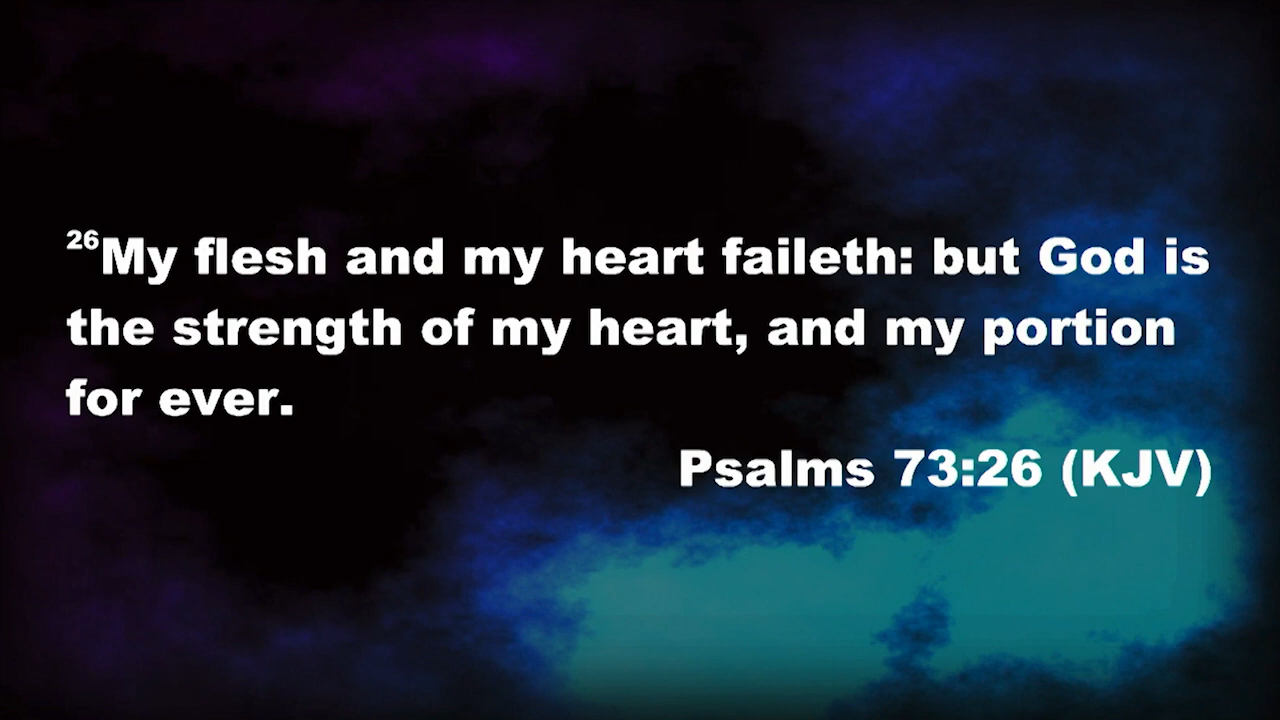 26My flesh and my heart faileth: but God is
the strength of my heart, and my portion
for ever.
Psalms 73:26 (KJV)